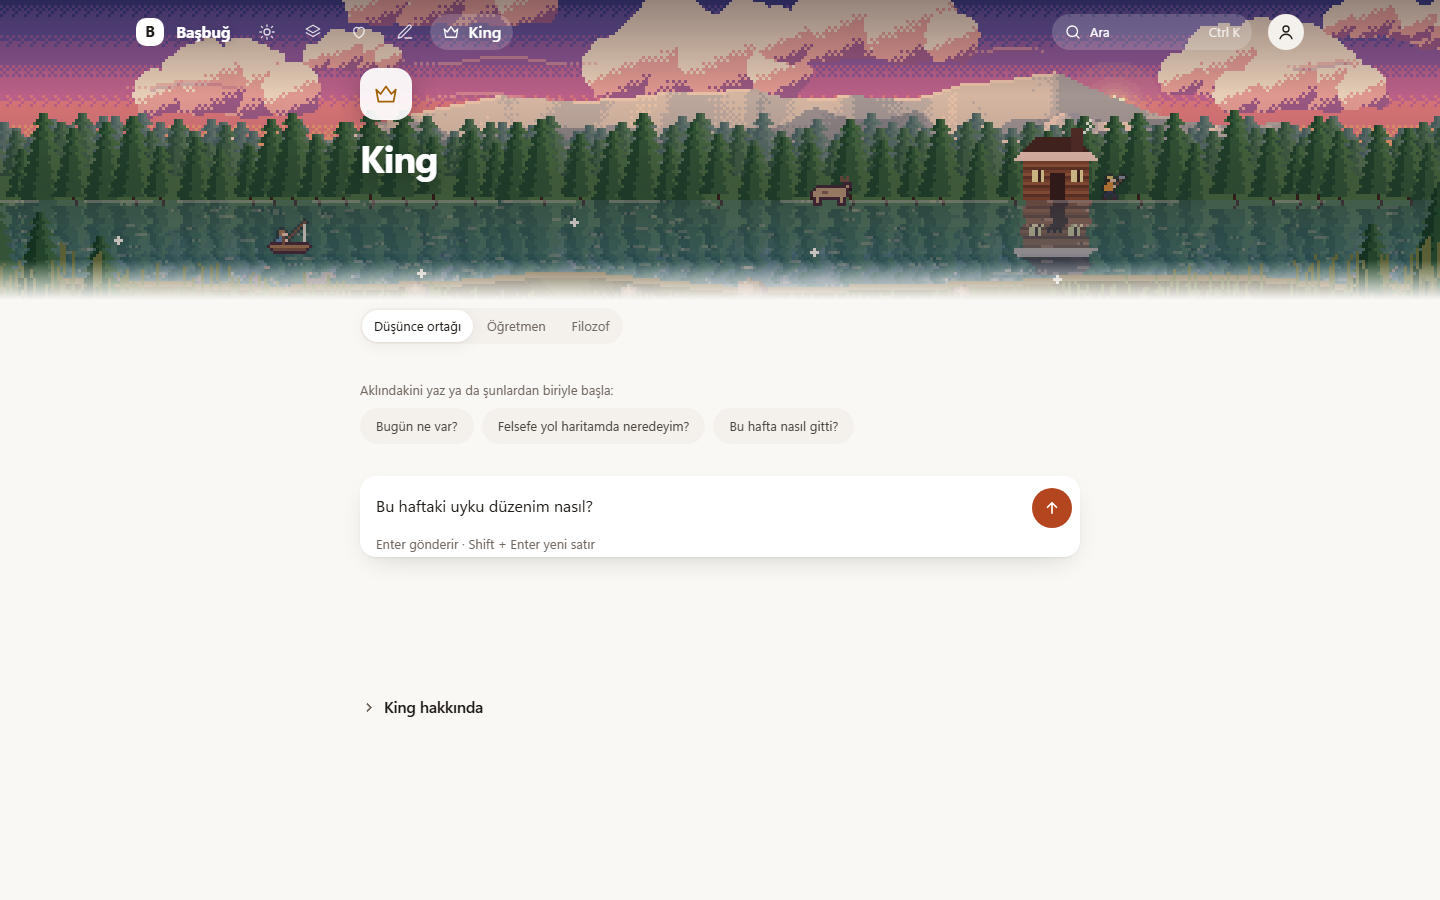 B Başbuğ King Ara Ctrl K
King
Düşünce ortağı Öğretmen Filozof
Aklındakini yaz ya da şunlardan biriyle başla:
Bugün ne var? Felsefe yol haritamda neredeyim? Bu hafta nasıl gitti?
Bu haftaki uyku düzenim nasıl?
Enter gönderir · Shift + Enter yeni satır
King hakkında